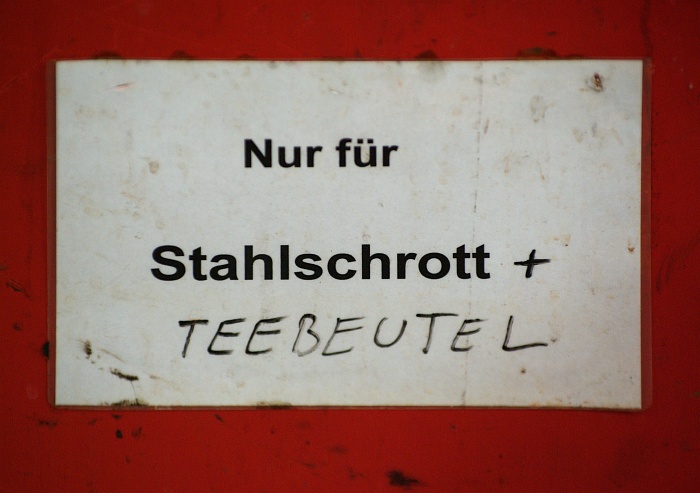 Nur für
Stahlschrott +
TEEBEUTEL